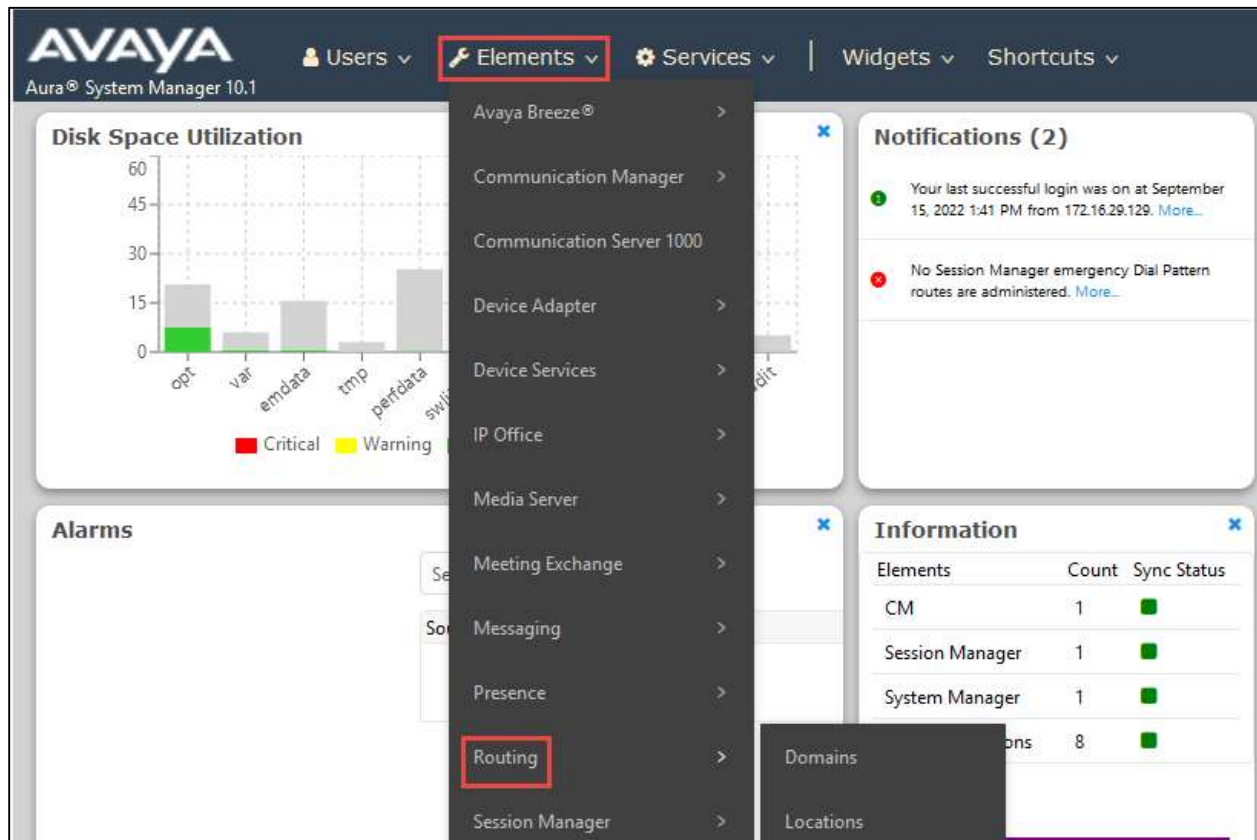 AVAYA
Aura® System Manager 10.1
Users
Elements
Services
Widgets
Shortcuts
Disk Space Utilization
60
45
30
15
0
opt
var
emdata
tmp
perfdata
Critical
Warning
Avaya Breeze®
Communication Manager
Communication Server 1000
Device Adapter
Device Services
IP Office
Media Server
Meeting Exchange
Messaging
Presence
Routing
Session Manager
Domains
Locations
Notifications (2)
Your last successful login was on at September
15, 2022 1:41 PM from 172.16.29.129. More...
No Session Manager emergency Dial Pattern
routes are administered. More...
Alarms
Information
Elements Count Sync Status
CM 1
Session Manager 1
System Manager 1
8